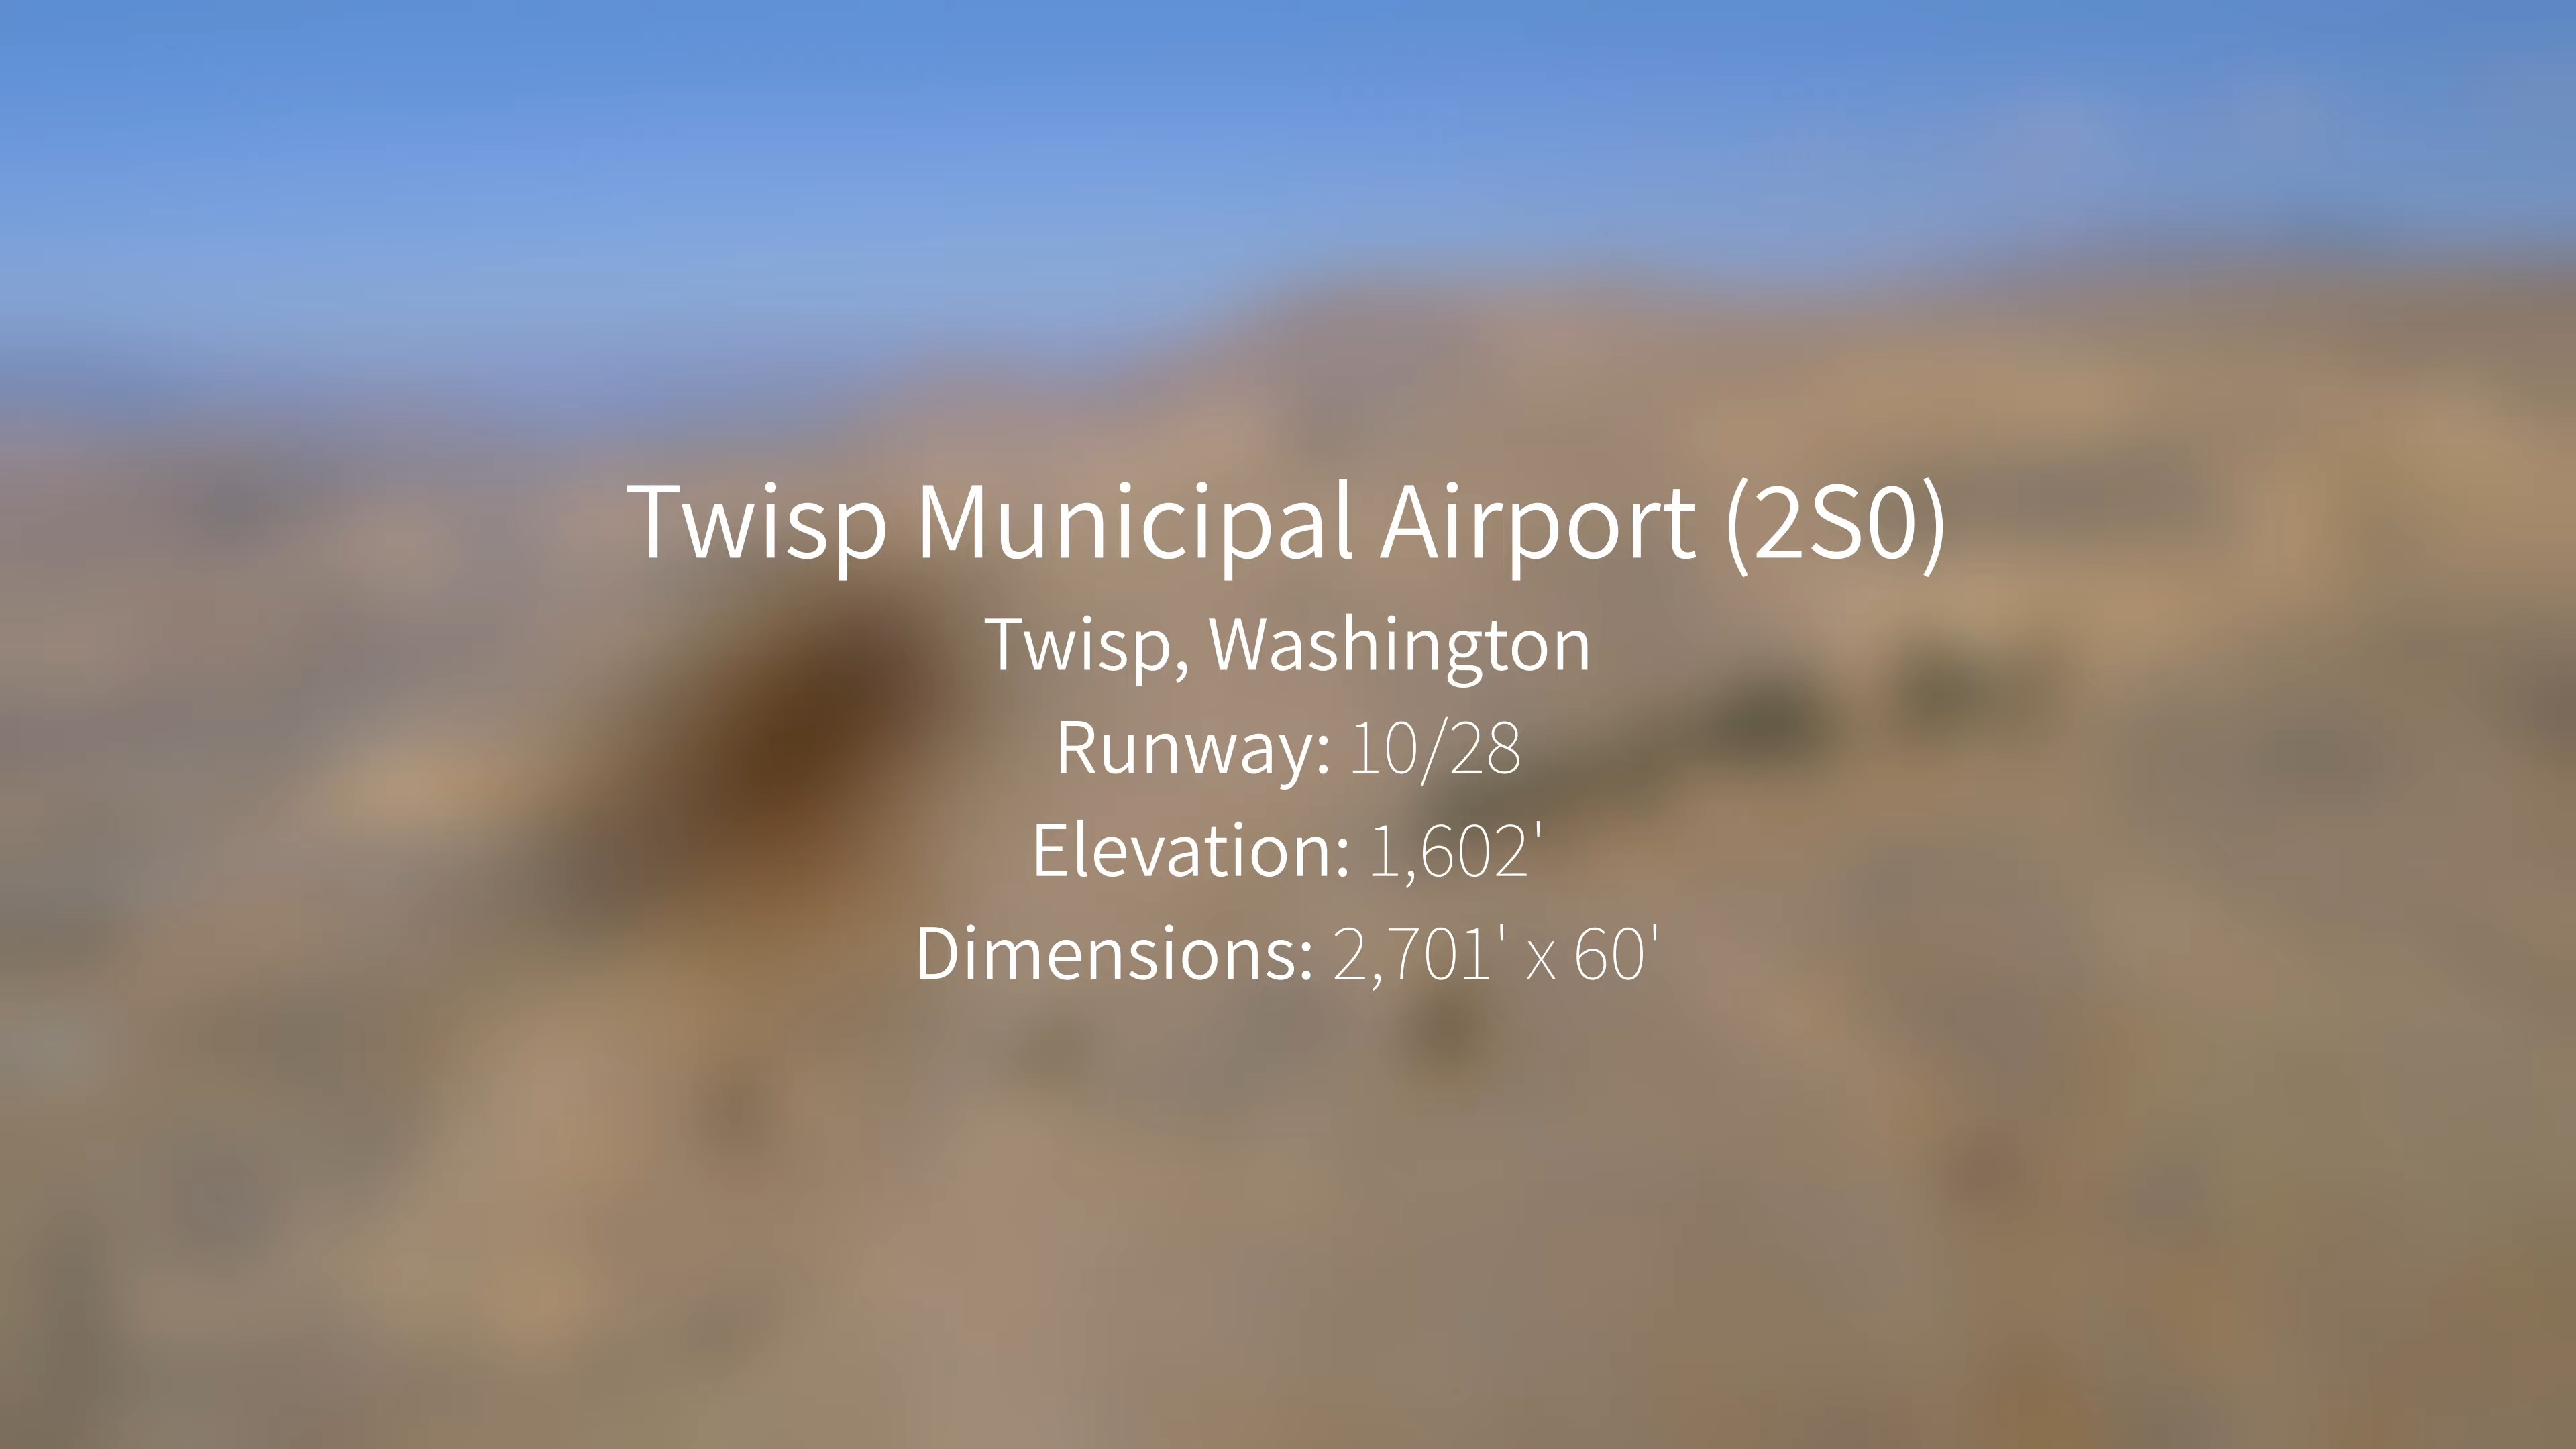 Twisp Municipal Airport (2S0)
Twisp, Washington
Runway: 10/28
Elevation: 1,602'
Dimensions: 2,701' x 60'